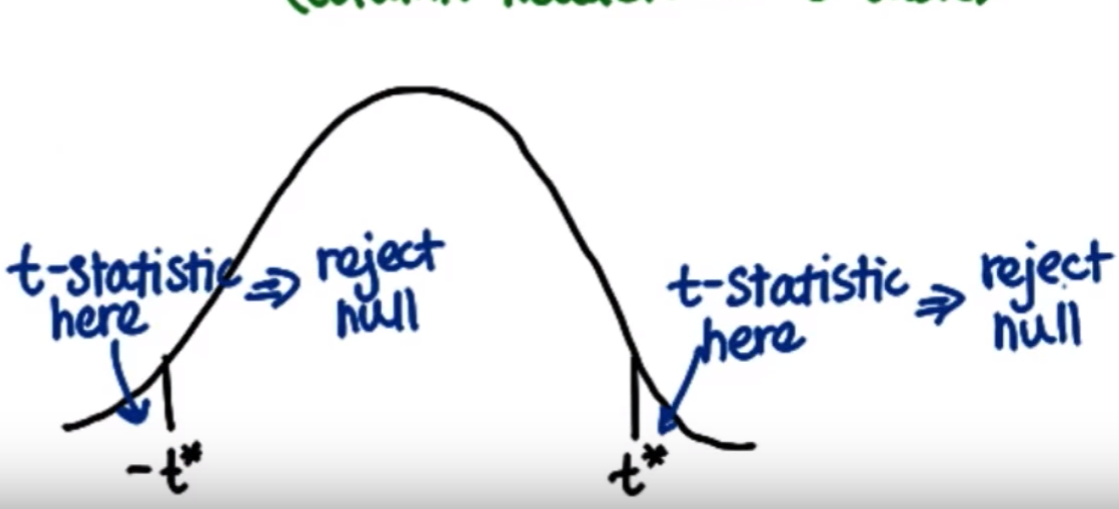 t-statistic ⇒ reject
here null
t-statistic ⇒ reject
here null
-t*
t*